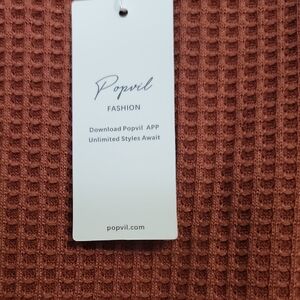 Popvil
FASHION
Download Popvil APP
Unlimited Styles Await
popvil.com